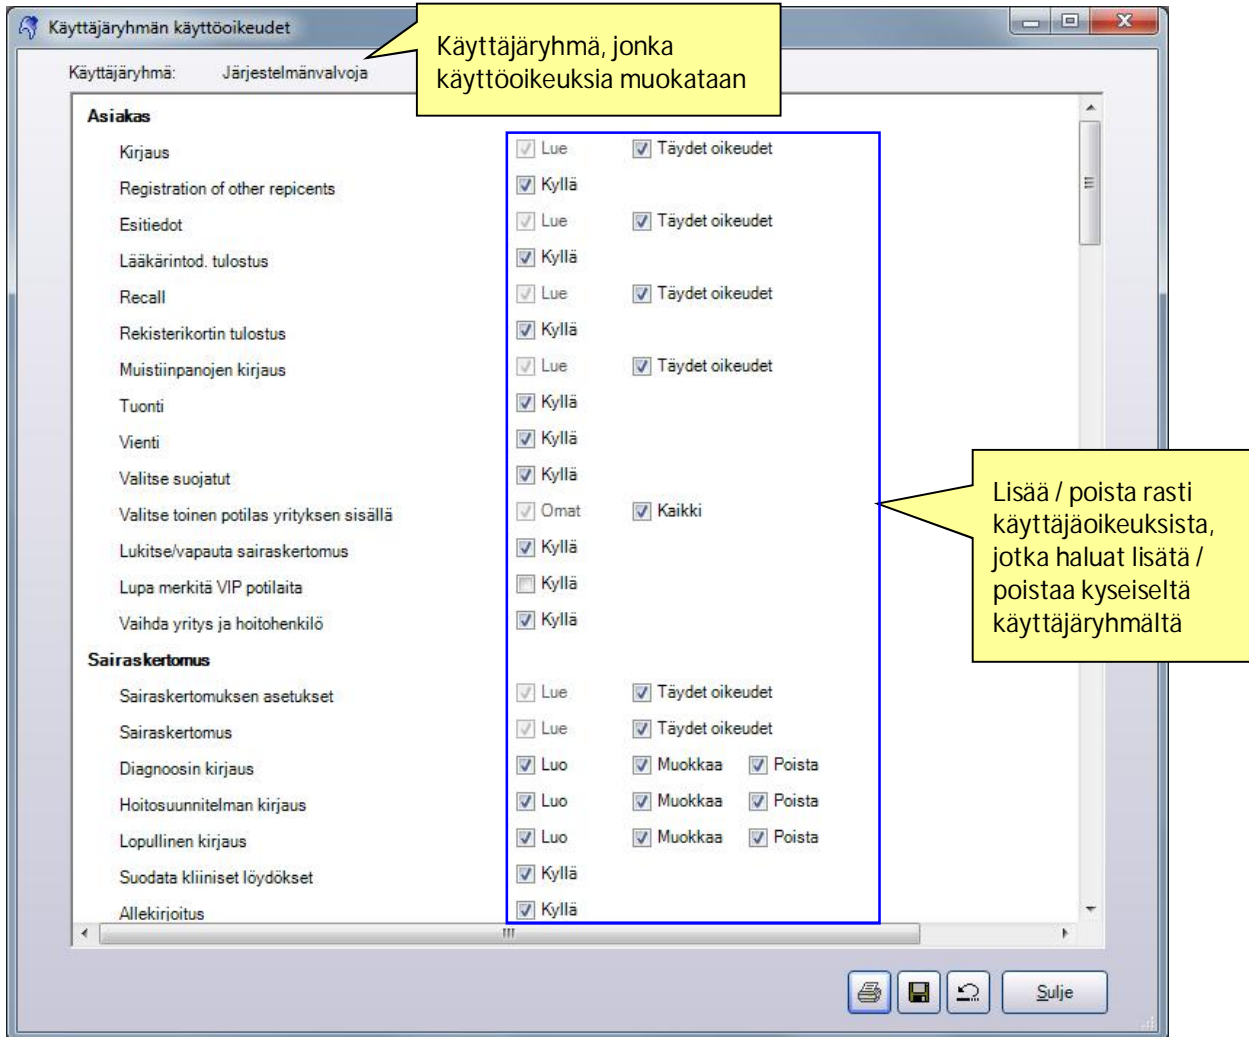 Käyttäjäryhmän käyttöoikeudet
Käyttäjäryhmä, jonka
käyttöoikeuksia muokataan
Käyttäjäryhmä: Järjestelmänvalvoja
Asiakas
Kirjaus Lue Täydet oikeudet
Registration of other repicents Kyllä
Esitiedot Lue Täydet oikeudet
Lääkärintod. tulostus Kyllä
Recall Lue Täydet oikeudet
Rekisterikortin tulostus Kyllä
Muistiinpanojen kirjaus Lue Täydet oikeudet
Tuonti Kyllä
Vienti Kyllä
Valitse suojatut Kyllä
Valitse toinen potilas yrityksen sisällä Omat Kaikki
Lukitse/vapauta sairaskertomus Kyllä
Lupa merkitä VIP potilaita Kyllä
Vaihda yritys ja hoitohenkilö Kyllä
Lisää / poista rasti
käyttäjäoikeuksista,
jotka haluat lisätä /
poistaa kyseiseltä
käyttäjäryhmältä
Sairaskertomus
Sairaskertomuksen asetukset Lue Täydet oikeudet
Sairaskertomus Lue Täydet oikeudet
Diagnoosin kirjaus Luo Muokkaa Poista
Hoitosuunnitelman kirjaus Luo Muokkaa Poista
Lopullinen kirjaus Luo Muokkaa Poista
Suodata kliiniset löydökset Kyllä
Allekirjoitus Kyllä
Sulje